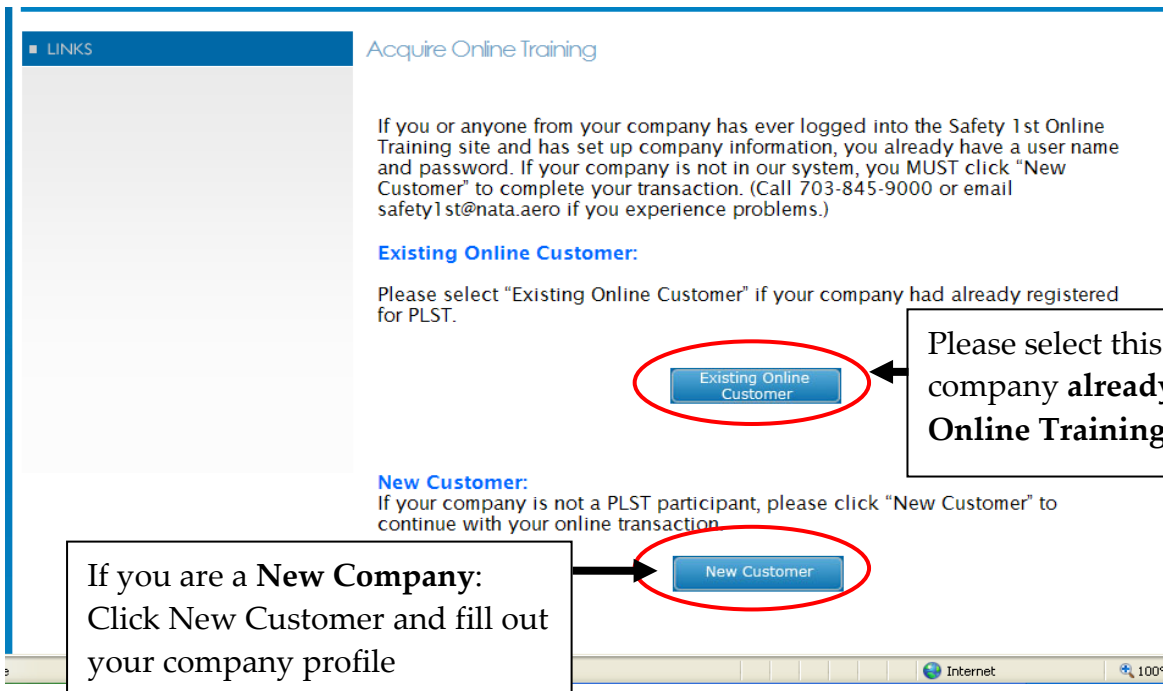 LINKS
Acquire Online Training
If you or anyone from your company has ever logged into the Safety 1st Online
Training site and has set up company information, you already have a user name
and password. If your company is not in our system, you MUST click “New
Customer” to complete your transaction. (Call 703-845-9000 or email
safety1st@nata.aero if you experience problems.)
Existing Online Customer:
Please select “Existing Online Customer” if your company had already registered
for PLST.
Existing Online
Customer
Please select this
company already
Online Training
New Customer:
If your company is not a PLST participant, please click “New Customer” to
continue with your online transaction.
New Customer
If you are a New Company:
Click New Customer and fill out
your company profile
Internet
100%